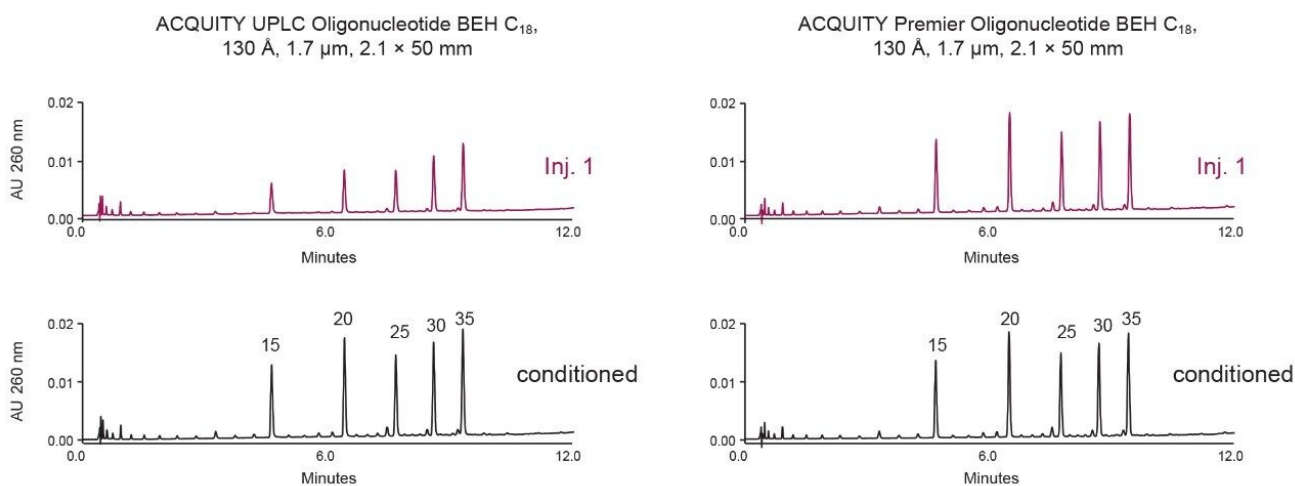 ACQUITY UPLC Oligonucleotide BEH C₁₈,
130 Å, 1.7 µm, 2.1 × 50 mm
AU 260 nm
0.02
0.01
0.00
Inj. 1
0.0
6.0
12.0
Minutes
ACQUITY Premier Oligonucleotide BEH C₁₈,
130 Å, 1.7 µm, 2.1 × 50 mm
0.02
0.01
0.00
Inj. 1
0.0
6.0
12.0
Minutes
AU 260 nm
0.02
0.01
0.00
15
20
25
30
35
conditioned
0.0
6.0
12.0
Minutes
0.02
0.01
0.00
15
20
25
30
35
conditioned
0.0
6.0
12.0
Minutes